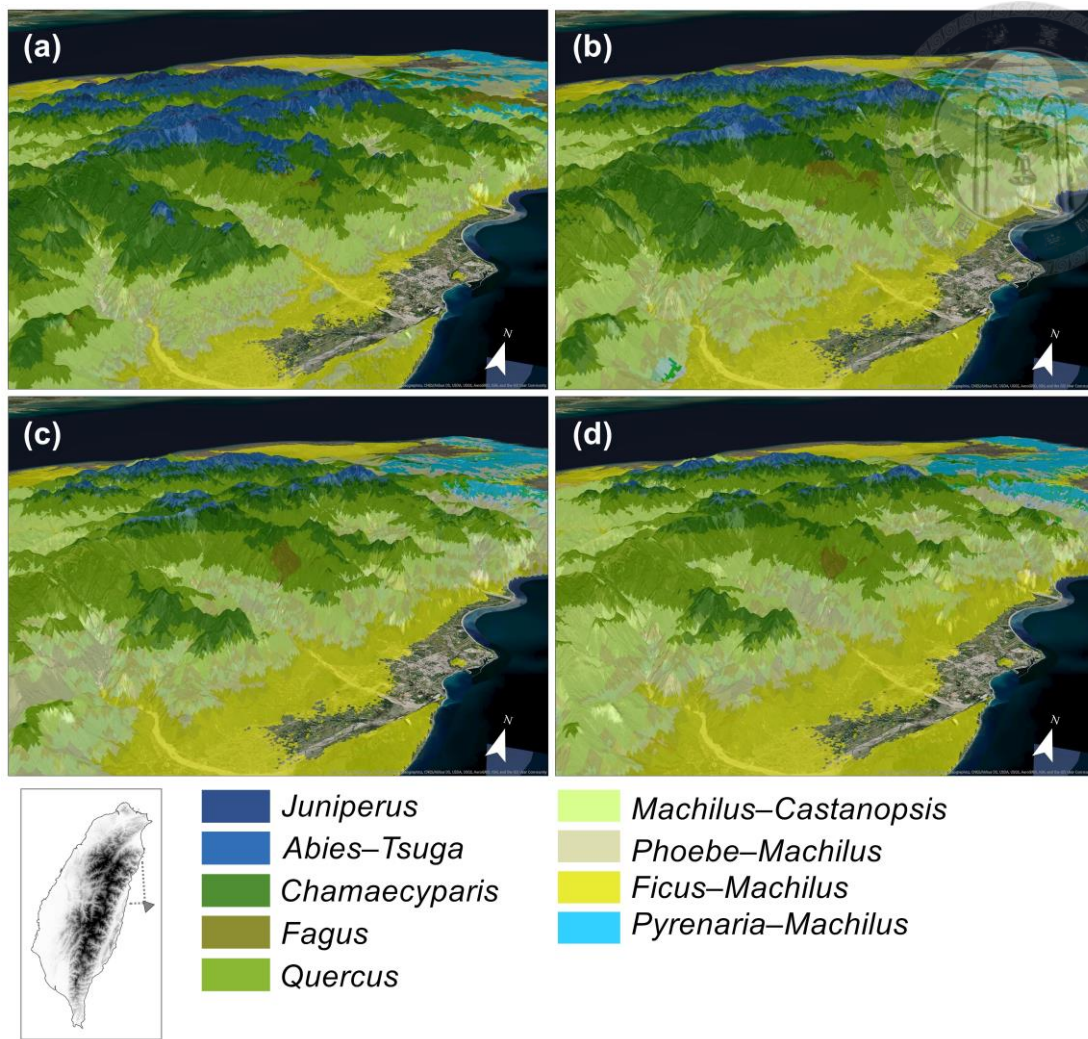 (a)
(b)
N
N
(c)
(d)
N
N
Juniperus
Abies–Tsuga
Chamaecyparis
Fagus
Quercus
Machilus–Castanopsis
Phoebe–Machilus
Ficus–Machilus
Pyrenaria–Machilus